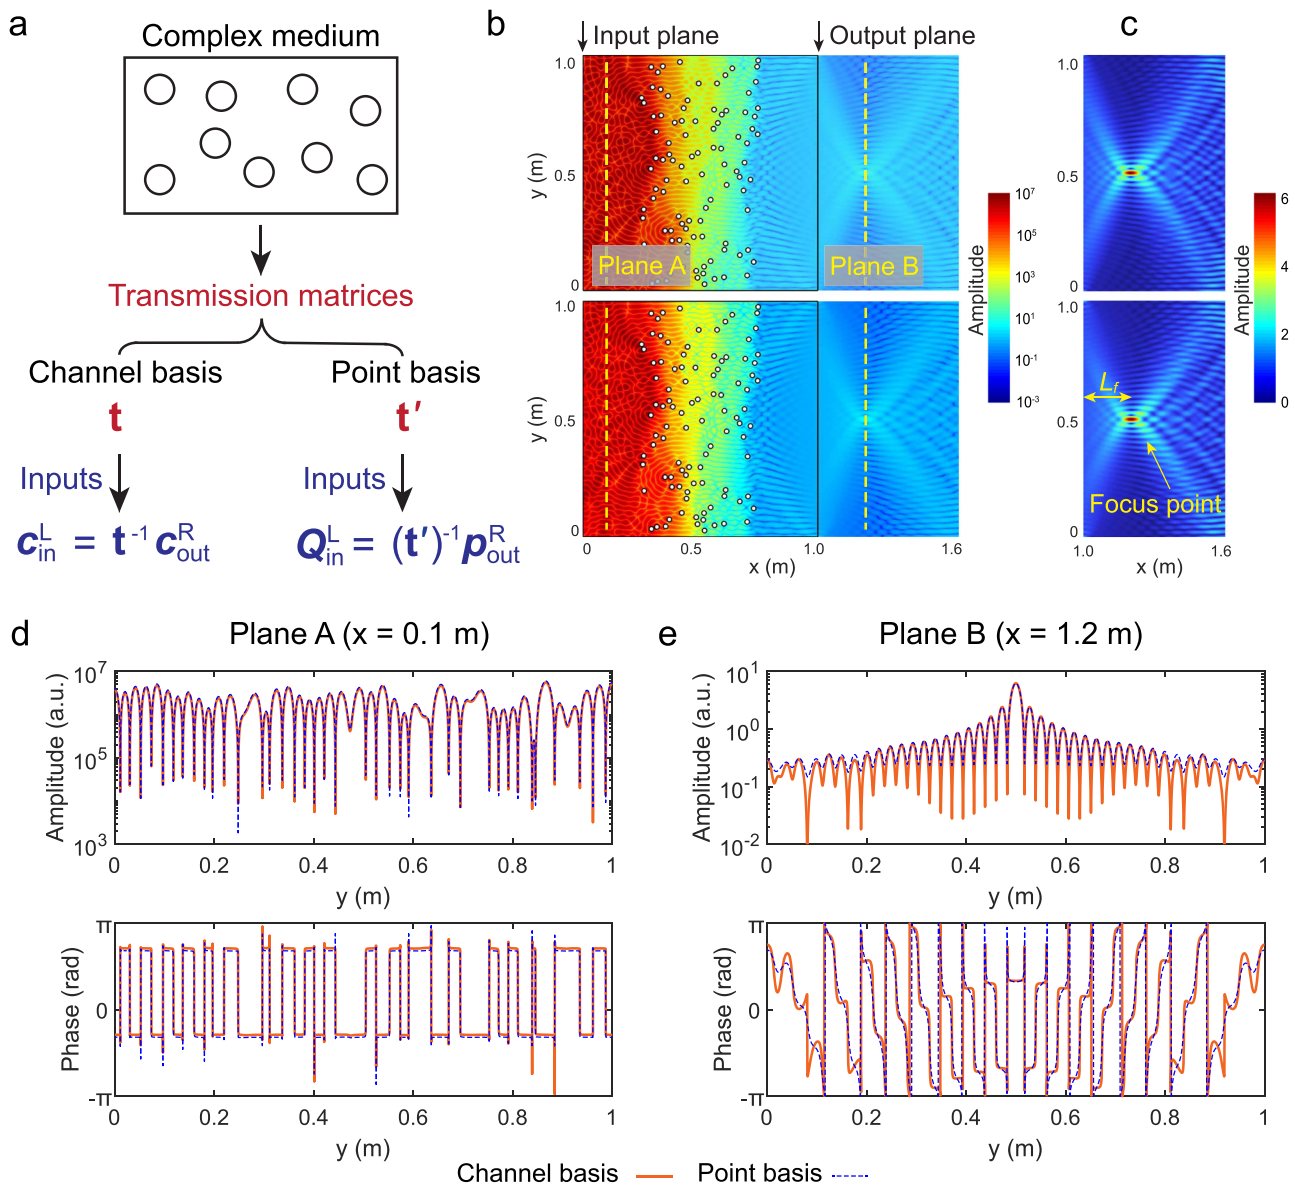 a
Complex medium
Transmission matrices
Channel basis
Point basis
t
t′
Inputs
Inputs
c_in^L = t^-1 c_out^R
Q_in^L = (t′)^-1 p_out^R
b
Input plane
Output plane
1.0
y (m)
0.5
0
Plane A
Plane B
1.0
y (m)
0.5
0
0
0.5
1.0
1.6
x (m)
Amplitude
10^7
10^5
10^3
10^1
10^-1
10^-3
c
1.0
0.5
0
1.0
L_f
0.5
Focus point
0
1.0
1.6
x (m)
Amplitude
6
4
2
0
d
Plane A (x = 0.1 m)
Amplitude (a.u.)
10^7
10^5
10^3
0 0.2 0.4 0.6 0.8 1
y (m)
Phase (rad)
π
0
-π
0 0.2 0.4 0.6 0.8 1
y (m)
e
Plane B (x = 1.2 m)
Amplitude (a.u.)
10^1
10^0
10^-1
10^-2
0 0.2 0.4 0.6 0.8 1
y (m)
Phase (rad)
π
0
-π
0 0.2 0.4 0.6 0.8 1
y (m)
Channel basis
Point basis